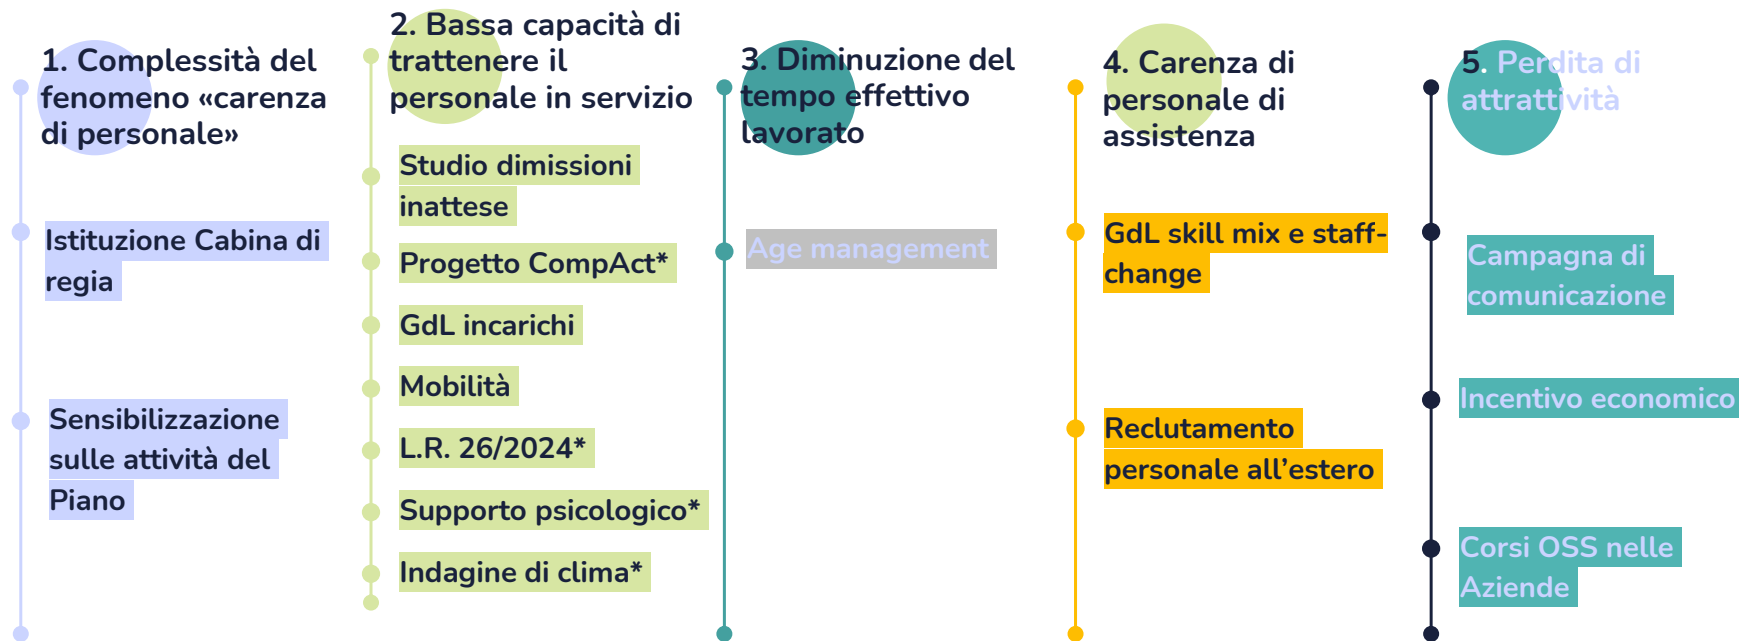 1. Complessità del
fenomeno «carenza
di personale»
Istituzione Cabina di
regia
Sensibilizzazione
sulle attività del
Piano
2. Bassa capacità di
trattenere il
personale in servizio
Studio dimissioni
inattese
Progetto CompAct*
GdL incarichi
Mobilità
L.R. 26/2024*
Supporto psicologico*
Indagine di clima*
3. Diminuzione del
tempo effettivo
lavorato
Age management
4. Carenza di
personale di
assistenza
GdL skill mix e staff-
change
Reclutamento
personale all’estero
5. Perdita di
attrattività
Campagna di
comunicazione
Incentivo economico
Corsi OSS nelle
Aziende